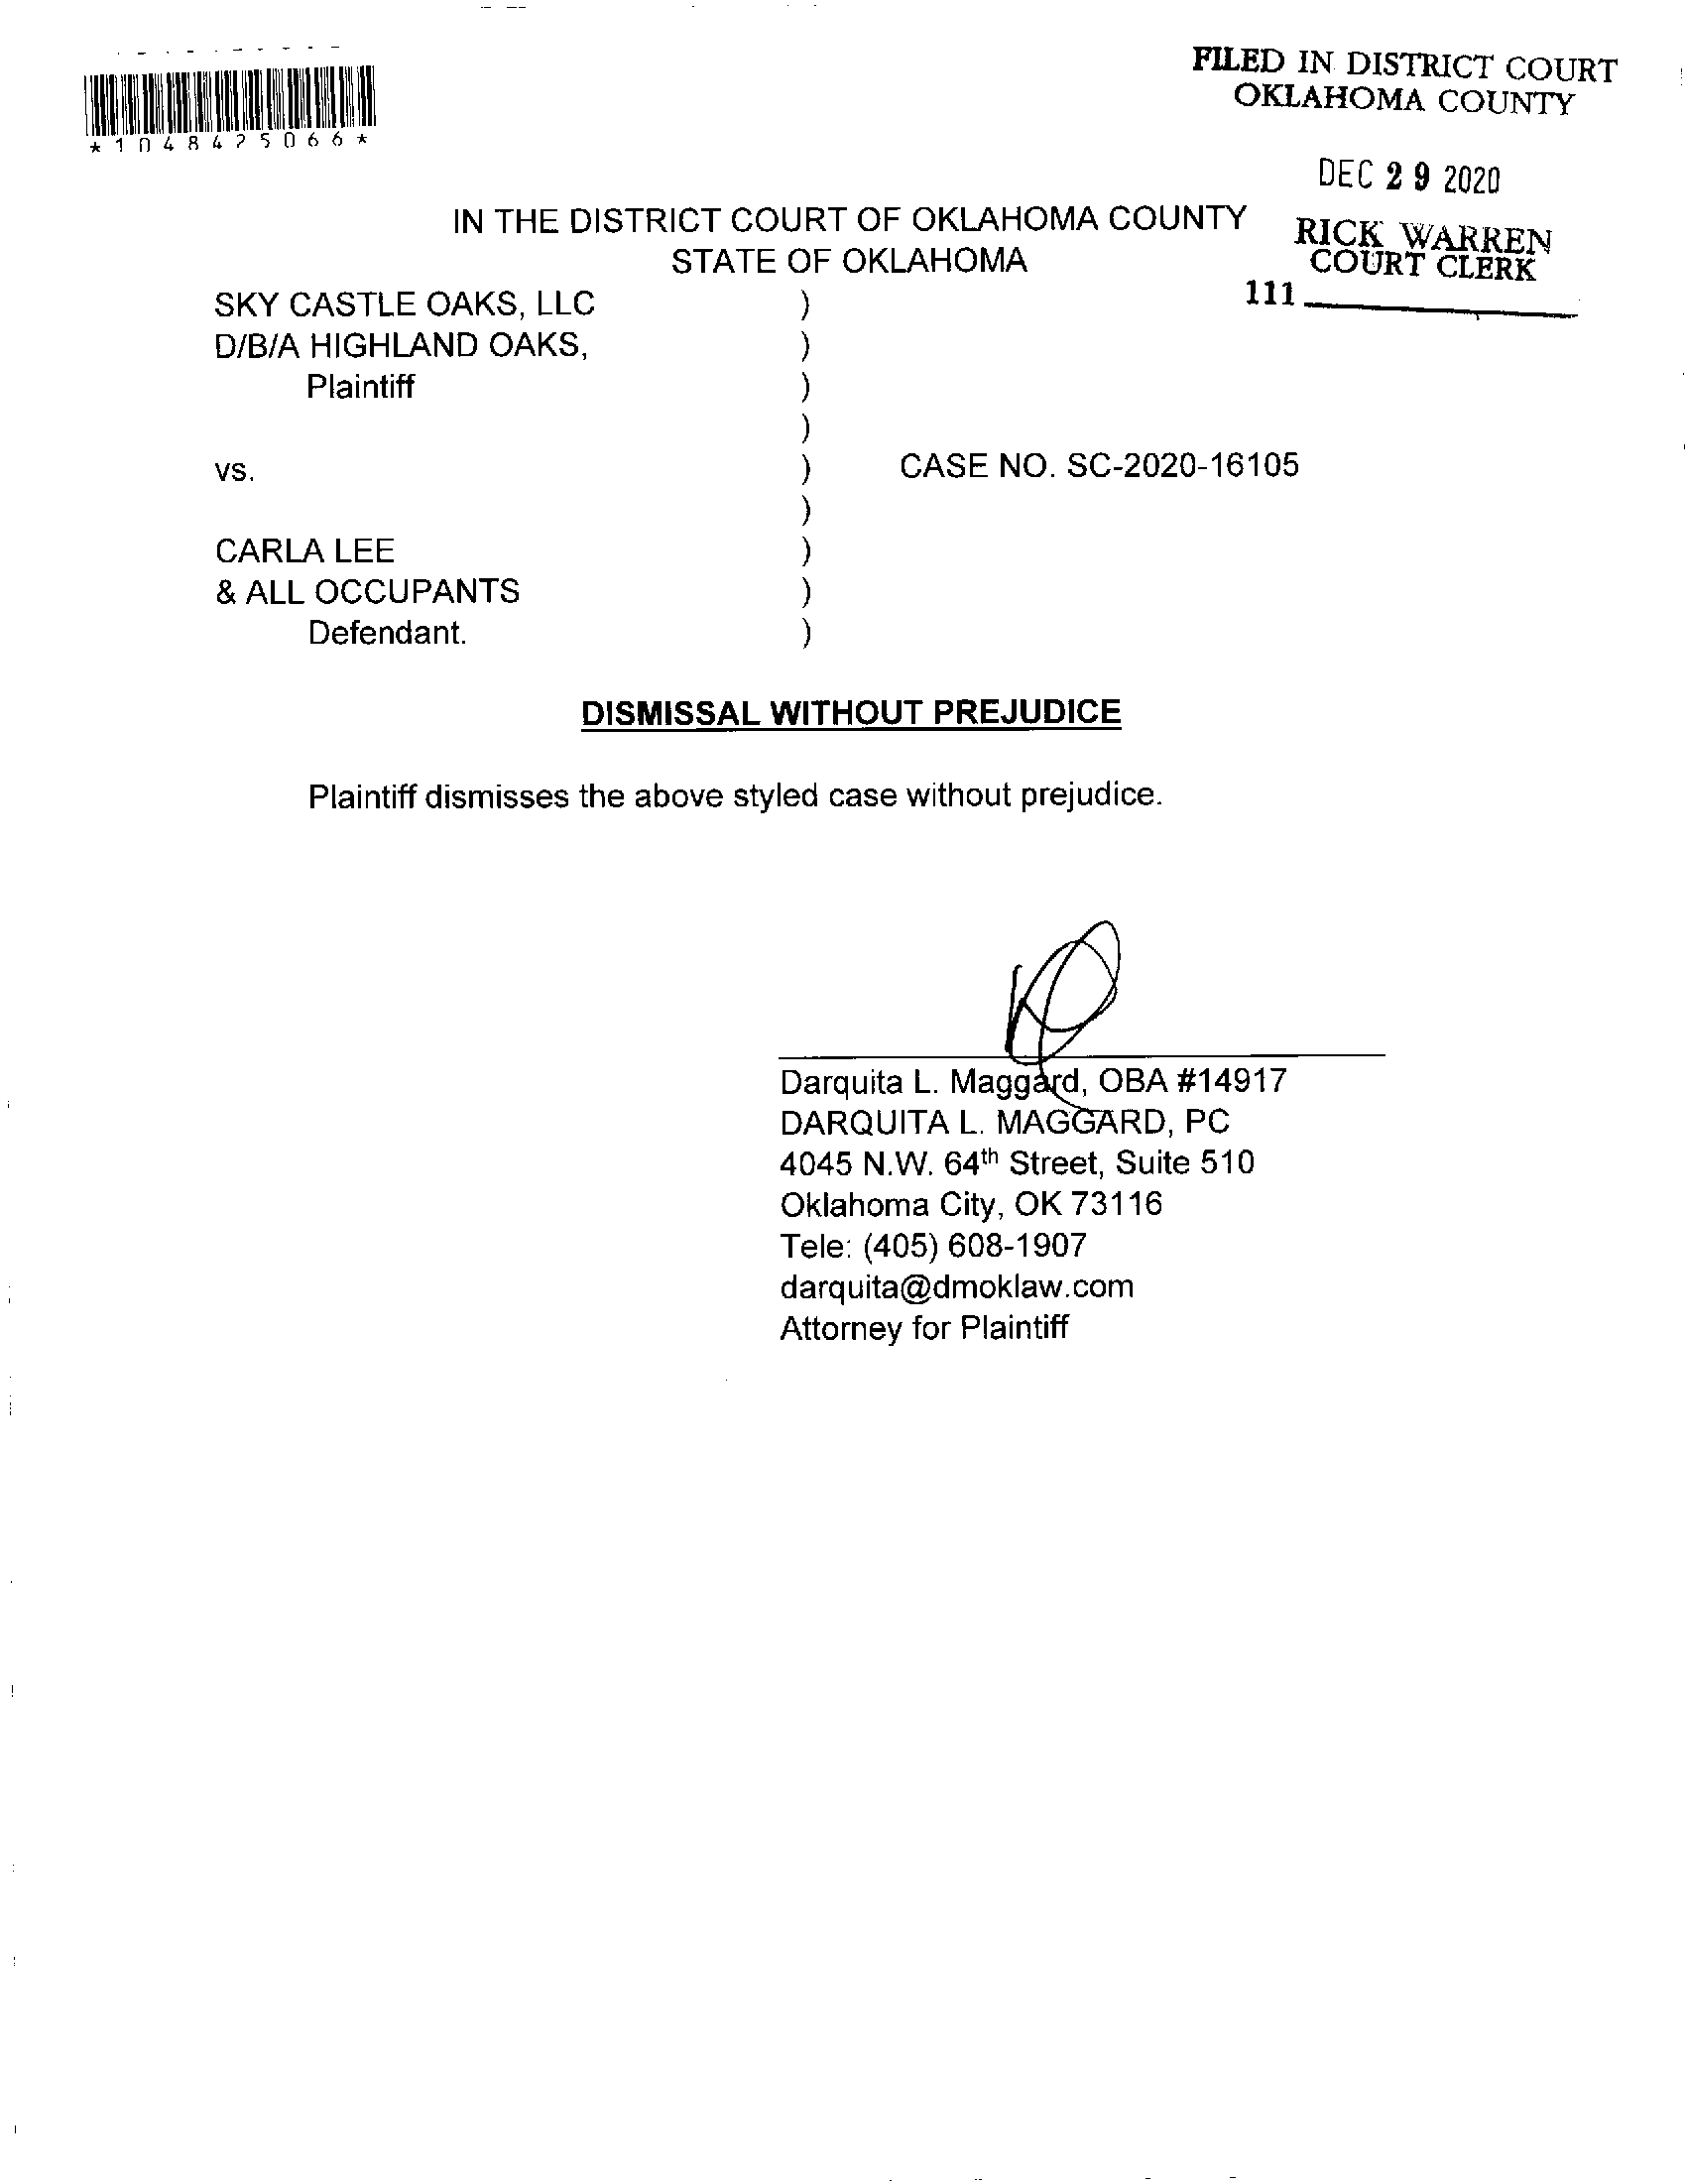 FILED IN DISTRICT COURT
OKLAHOMA COUNTY
*1048425066*
DEC 29 2020
RICK WARREN
COURT CLERK
111
IN THE DISTRICT COURT OF OKLAHOMA COUNTY
STATE OF OKLAHOMA
SKY CASTLE OAKS, LLC )
D/B/A HIGHLAND OAKS, )
Plaintiff )
)
vs. ) CASE NO. SC-2020-16105
)
CARLA LEE )
& ALL OCCUPANTS )
Defendant. )
DISMISSAL WITHOUT PREJUDICE
Plaintiff dismisses the above styled case without prejudice.
Darquita L. Maggard, OBA #14917
DARQUITA L. MAGGARD, PC
4045 N.W. 64th Street, Suite 510
Oklahoma City, OK 73116
Tele: (405) 608-1907
darquita@dmoklaw.com
Attorney for Plaintiff